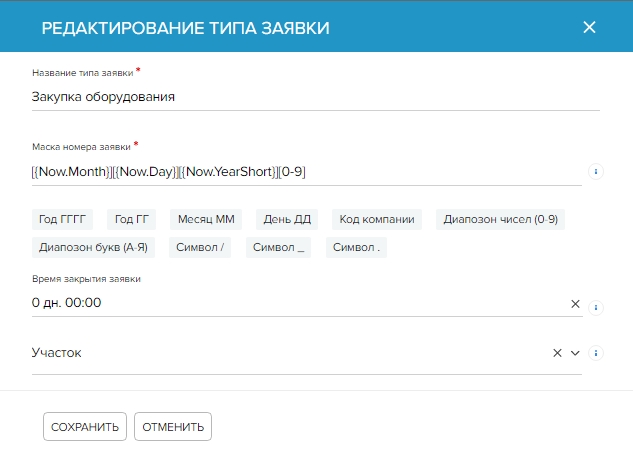 РЕДАКТИРОВАНИЕ ТИПА ЗАЯВКИ
Название типа заявки *
Закупка оборудования
Маска номера заявки *
[{Now.Month}][{Now.Day}][{Now.YearShort}][0-9]
Год ГГГГ Год ГГ Месяц ММ День ДД Код компании Диапозон чисел (0-9)
Диапозон букв (А-Я) Символ / Символ _ Символ .
Время закрытия заявки
0 дн. 00:00
Участок
СОХРАНИТЬ ОТМЕНИТЬ